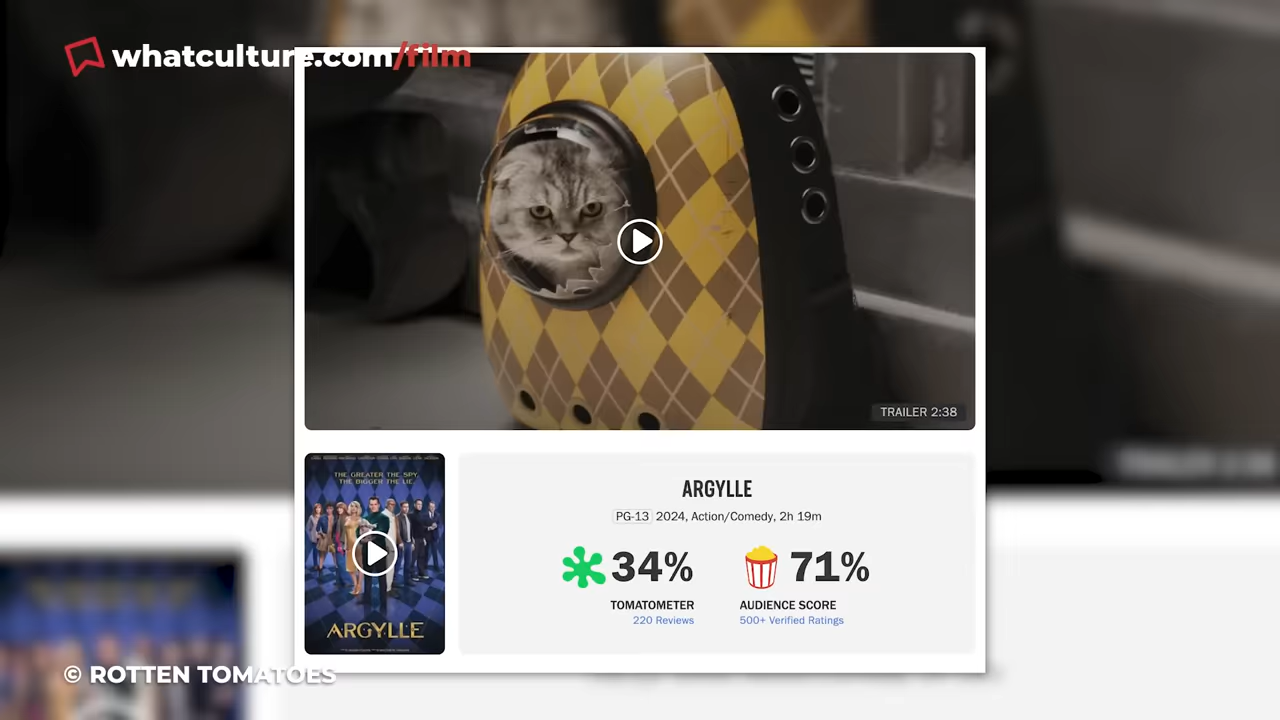 whatculture.com/film
TRAILER 2:38
THE GREATER THE SPY,
THE BIGGER THE LIE.
ARGYLLE
ARGYLLE
PG-13 2024, Action/Comedy, 2h 19m
34%
71%
TOMATOMETER
AUDIENCE SCORE
220 Reviews
500+ Verified Ratings
© ROTTEN TOMATOES